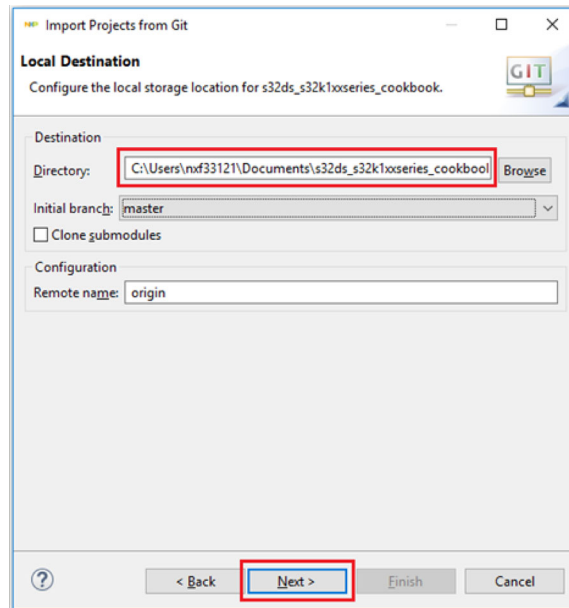 NXP Import Projects from Git
Local Destination
Configure the local storage location for s32ds_s32k1xxseries_cookbook.
GIT
Destination
Directory: C:\Users\nxf33121\Documents\s32ds_s32k1xxseries_cookbool Browse
Initial branch: master
Clone submodules
Configuration
Remote name: origin
? < Back Next > Finish Cancel